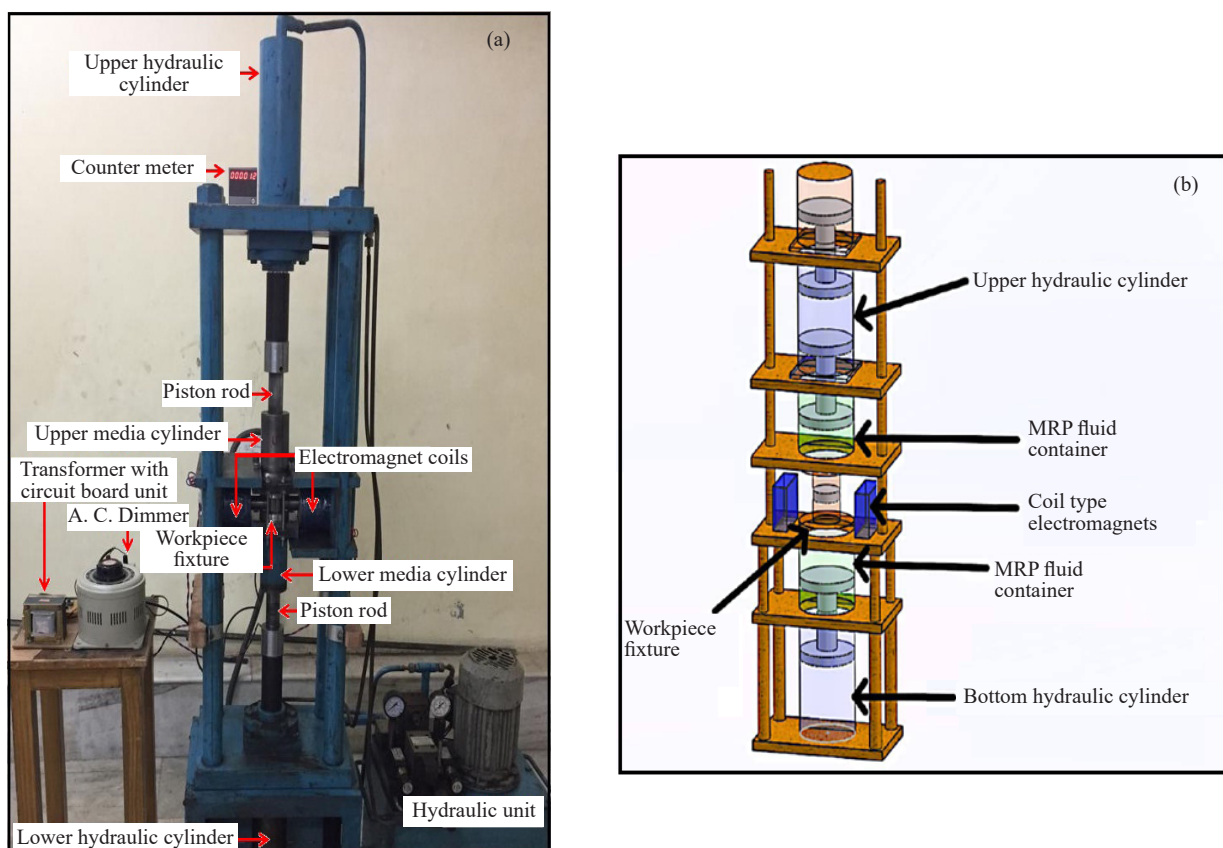 (a)
Upper hydraulic
cylinder
Counter meter
000012
Piston rod
Upper media cylinder
Electromagnet coils
Transformer with
circuit board unit
A. C. Dimmer
Workpiece
fixture
Lower media cylinder
Piston rod
Hydraulic unit
Lower hydraulic cylinder
(b)
Upper hydraulic cylinder
MRP fluid
container
Coil type
electromagnets
MRP fluid
container
Workpiece
fixture
Bottom hydraulic cylinder